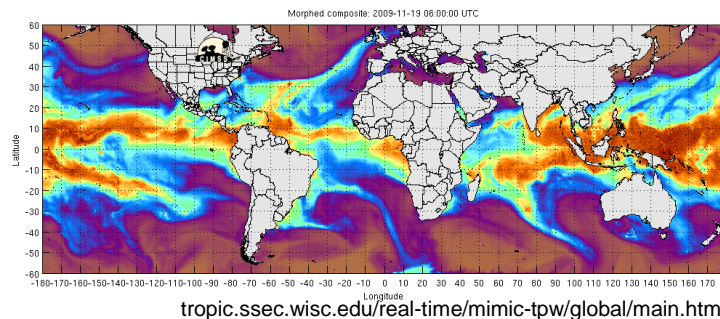 Morphed composite: 2009-11-19 06:00:00 UTC
60
50
40
30
20
10
0
-10
-20
-30
-40
-50
-60
Latitude
CIMSS
-180-170-160-150-140-130-120-110-100 -90 -80 -70 -60 -50 -40 -30 -20 -10 0 10 20 30 40 50 60 70 80 90 100 110 120 130 140 150 160 170
Longitude
tropic.ssec.wisc.edu/real-time/mimic-tpw/global/main.htm